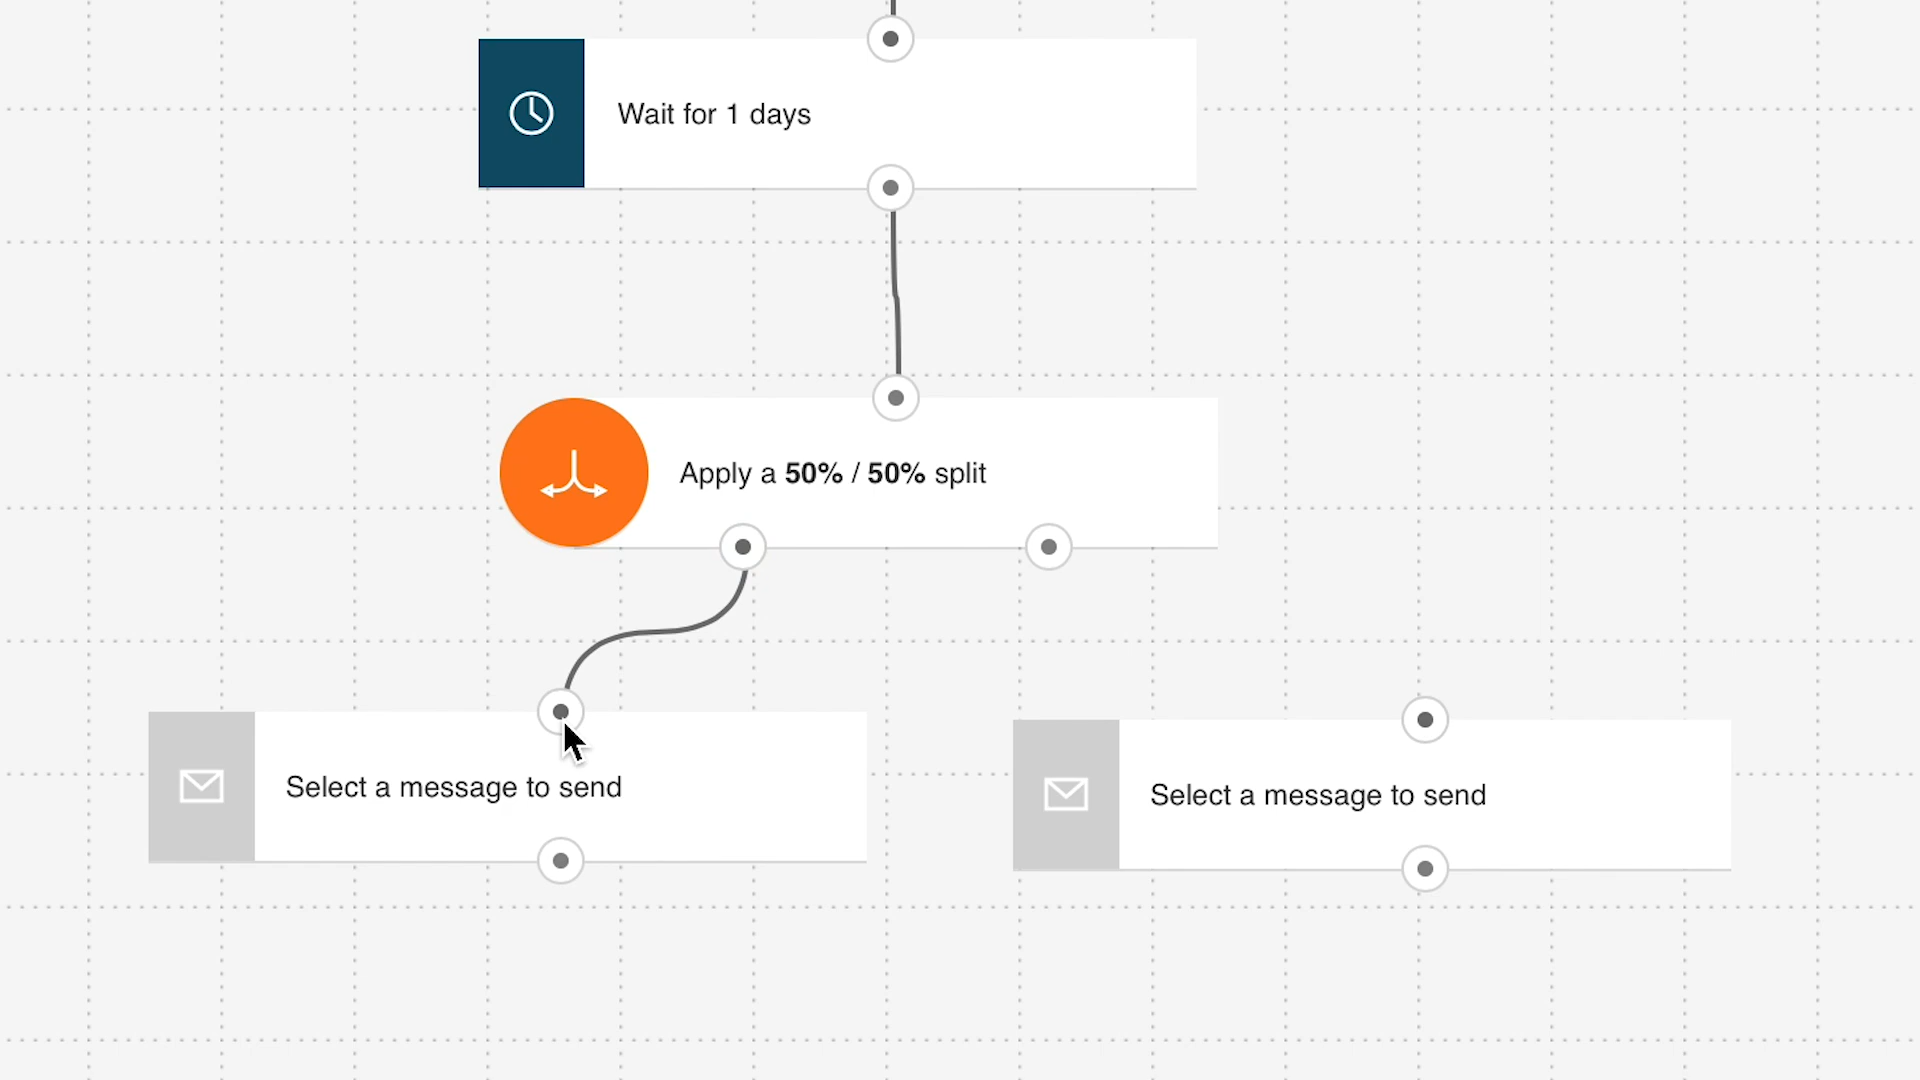 Wait for 1 days
Apply a 50% / 50% split
Select a message to send
Select a message to send